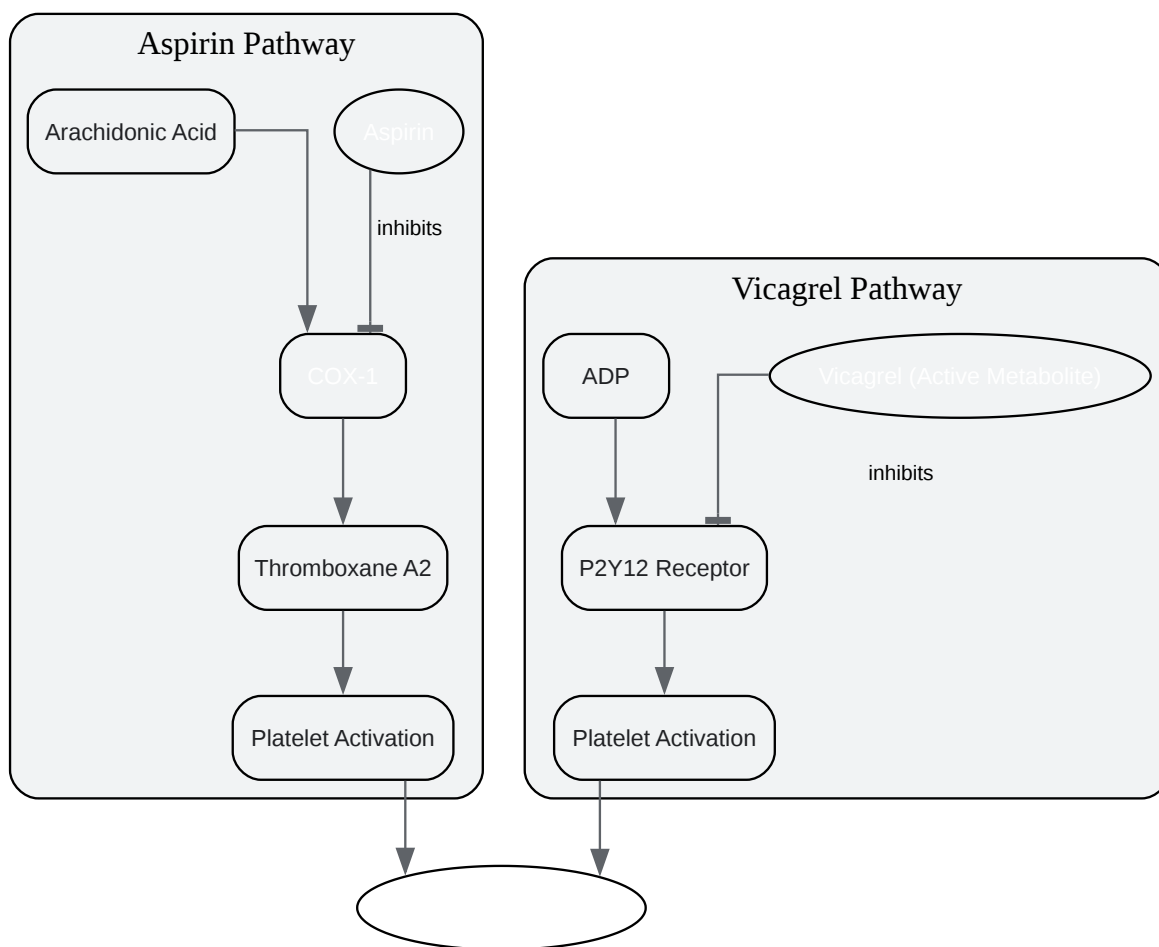 Aspirin Pathway
Arachidonic Acid
Aspirin
inhibits
COX-1
Thromboxane A2
Platelet Activation
Vicagrel Pathway
ADP
Vicagrel (Active Metabolite)
inhibits
P2Y12 Receptor
Platelet Activation